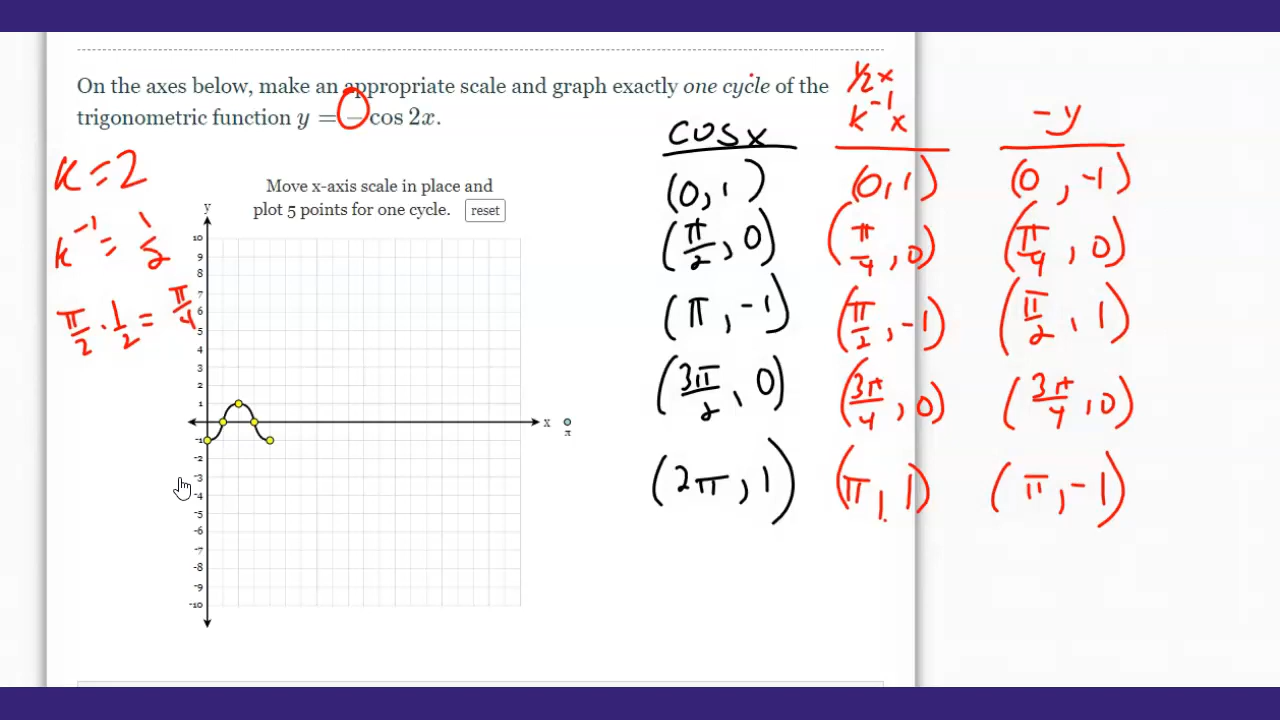 On the axes below, make an appropriate scale and graph exactly one cycle of the
trigonometric function y = − cos 2x.
k = 2
k⁻¹ = 1/2
π/2 · 1/2 = π/4
Move x-axis scale in place and
plot 5 points for one cycle.
reset
y
10
9
8
7
6
5
4
3
2
1
-1
-2
-3
-4
-5
-6
-7
-8
-9
-10
x
π
cosx
(0, 1)
(π/2, 0)
(π, -1)
(3π/2, 0)
(2π, 1)
1/2 x
k⁻¹ x
(0, 1)
(π/4, 0)
(π/2, -1)
(3π/4, 0)
(π, 1)
-y
(0, -1)
(π/4, 0)
(π/2, 1)
(3π/4, 0)
(π, -1)